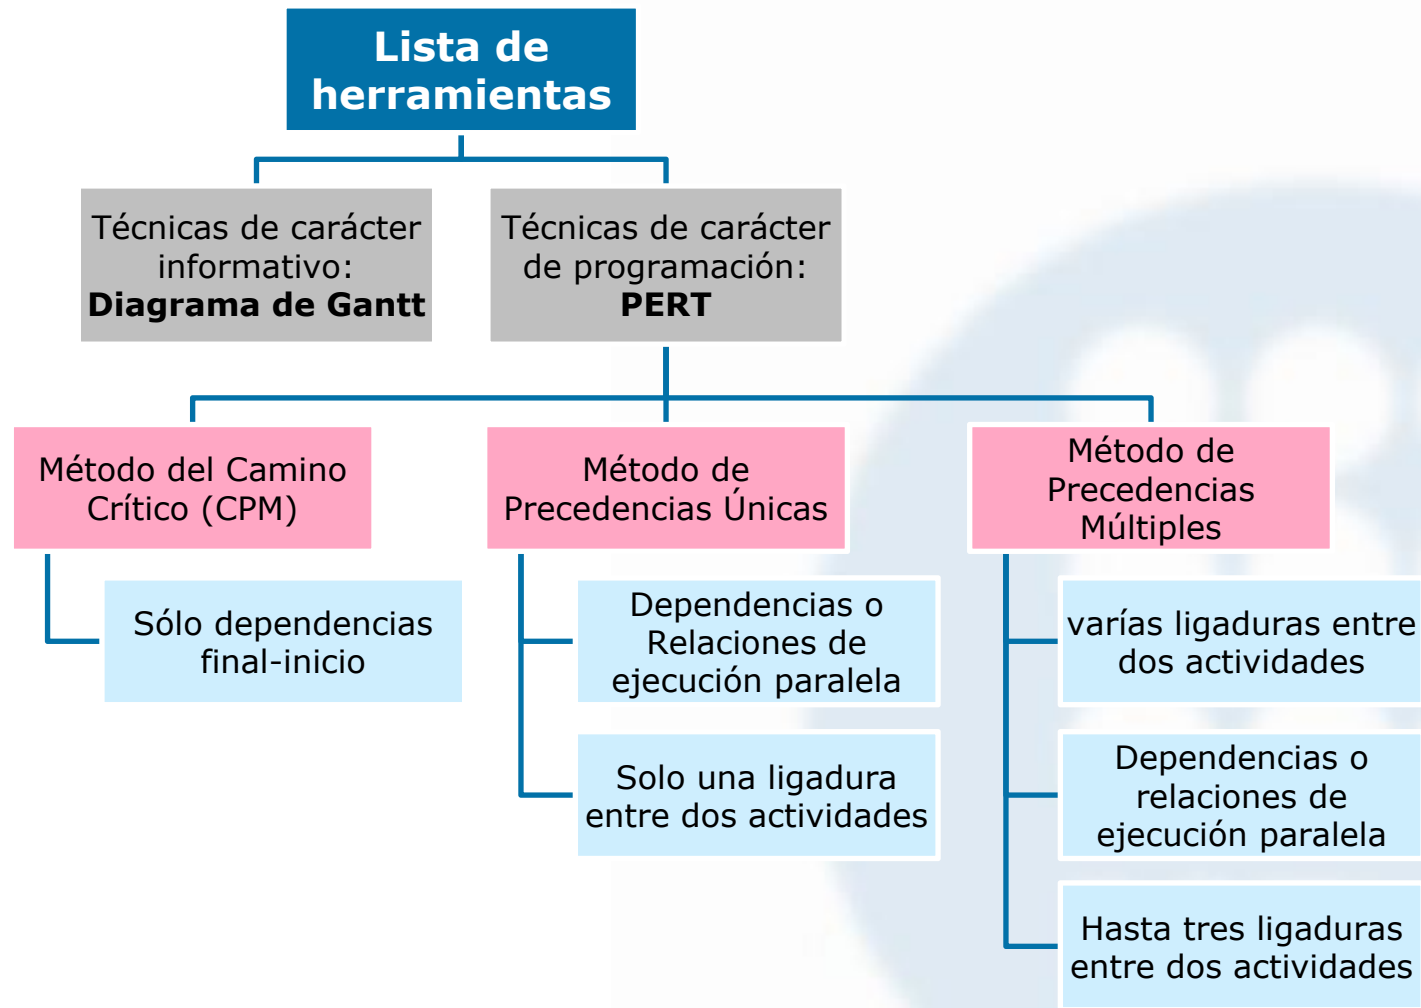 Lista de
herramientas
Técnicas de carácter
informativo:
Diagrama de Gantt
Técnicas de carácter
de programación:
PERT
Método del Camino
Crítico (CPM)
Sólo dependencias
final-inicio
Método de
Precedencias Únicas
Dependencias o
Relaciones de
ejecución paralela
Solo una ligadura
entre dos actividades
Método de
Precedencias
Múltiples
varías ligaduras entre
dos actividades
Dependencias o
relaciones de
ejecución paralela
Hasta tres ligaduras
entre dos actividades